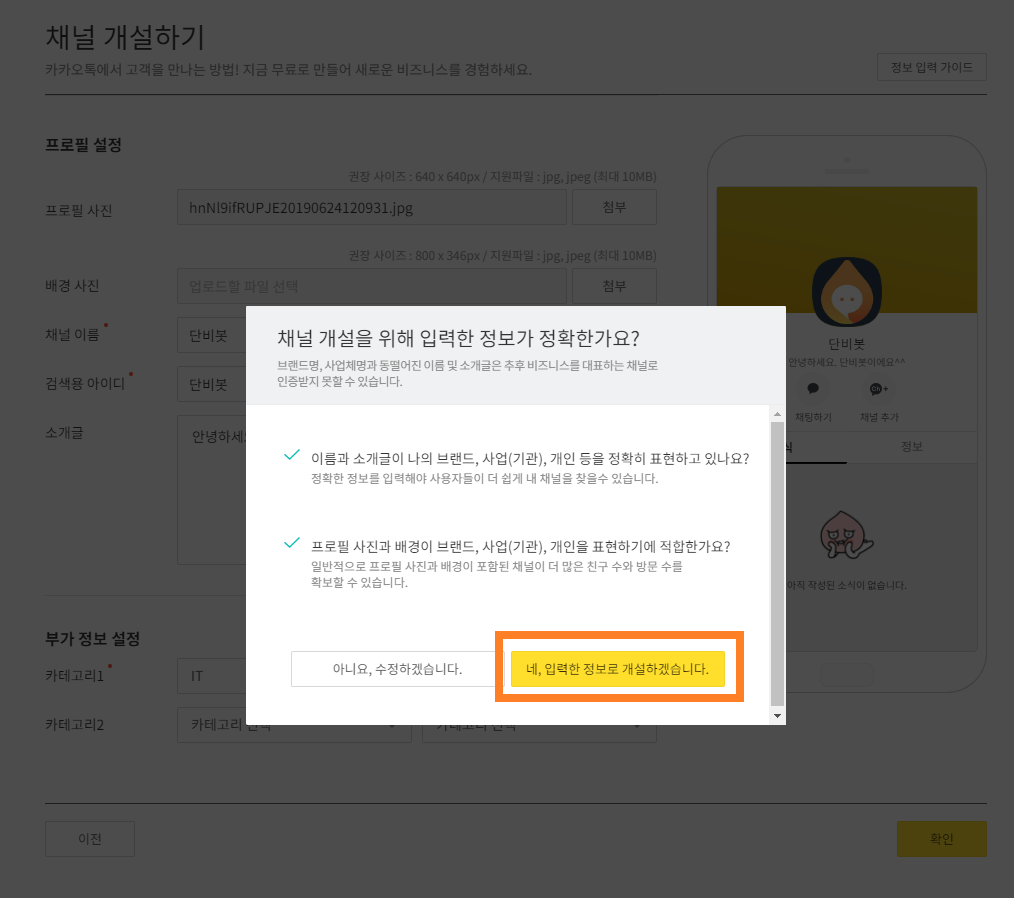 채널 개설하기
카카오톡에서 고객을 만나는 방법! 지금 무료로 만들어 새로운 비즈니스를 경험하세요.
정보 입력 가이드
프로필 설정
권장 사이즈 : 640 x 640px / 지원파일 : jpg, jpeg (최대 10MB)
프로필 사진
hnNl9ifRUPJE20190624120931.jpg
첨부
권장 사이즈 : 800 x 346px / 지원파일 : jpg, jpeg (최대 10MB)
배경 사진
업로드할 파일 선택
첨부
채널 이름
단비봇
검색용 아이디
단비봇
소개글
안녕하세
채널 개설을 위해 입력한 정보가 정확한가요?
브랜드명, 사업체명과 동떨어진 이름 및 소개글은 추후 비즈니스를 대표하는 채널로
인증받지 못할 수 있습니다.
이름과 소개글이 나의 브랜드, 사업(기관), 개인 등을 정확히 표현하고 있나요?
정확한 정보를 입력해야 사용자들이 더 쉽게 내 채널을 찾을수 있습니다.
프로필 사진과 배경이 브랜드, 사업(기관), 개인을 표현하기에 적합한가요?
일반적으로 프로필 사진과 배경이 포함된 채널이 더 많은 친구 수와 방문 수를
확보할 수 있습니다.
아니요, 수정하겠습니다.
네, 입력한 정보로 개설하겠습니다.
단비봇
안녕하세요. 단비봇이에요^^
채팅하기
채널 추가
식
정보
아직 작성된 소식이 없습니다.
부가 정보 설정
카테고리1
IT
카테고리2
카테고리 선택
카테고리 선택
이전
확인